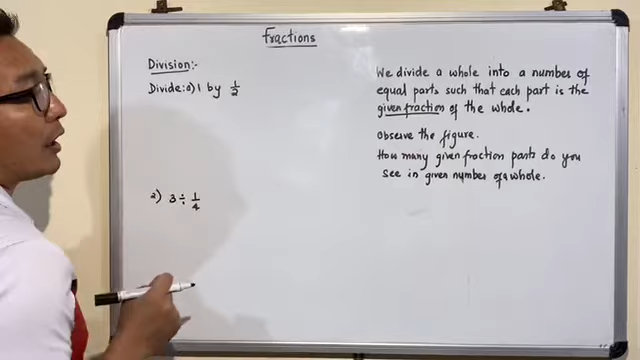 Fractions
Division:-
Divide: a) 1 by 1/2
2) 3 ÷ 1/4
We divide a whole into a number of
equal parts such that each part is the
given fraction of the whole.
Observe the figure.
How many given fraction parts do you
see in given number of a whole.